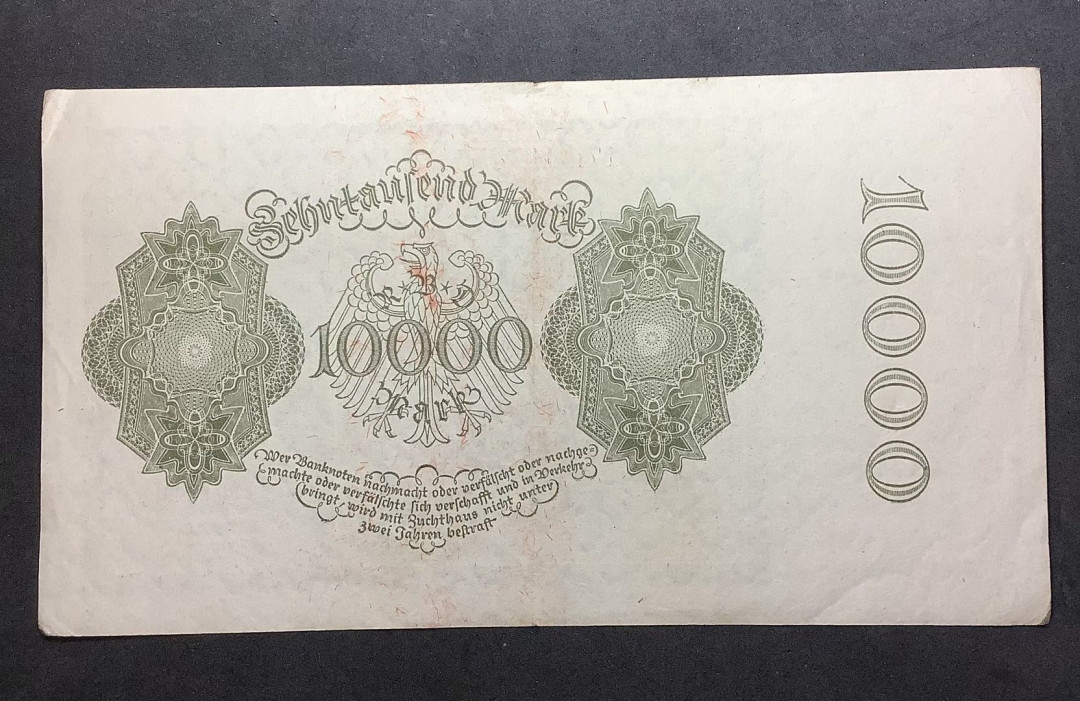 Zehntausend Mark
R B D
10000
Mark
Wer Banknoten nachmacht oder verfälscht oder nachge=
machte oder verfälschte sich verschafft und in Verkehr
bringt, wird mit Zuchthaus nicht unter
zwei Jahren bestraft
10000